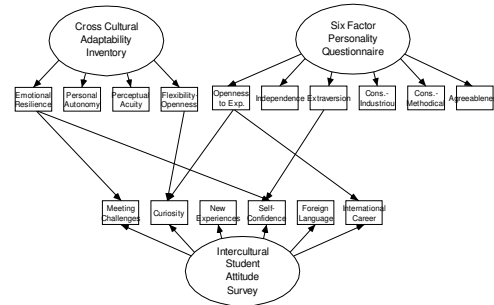 Cross Cultural
Adaptability
Inventory
Six Factor
Personality
Questionnaire
Emotional
Resilience
Personal
Autonomy
Perceptual
Acuity
Flexibility
Openness
Openness
to Exp.
Independence
Extraversion
Cons.-
Industriou
Cons.-
Methodical
Agreeablene
Meeting
Challenges
Curiosity
New
Experiences
Self-
Confidence
Foreign
Language
International
Career
Intercultural
Student
Attitude
Survey